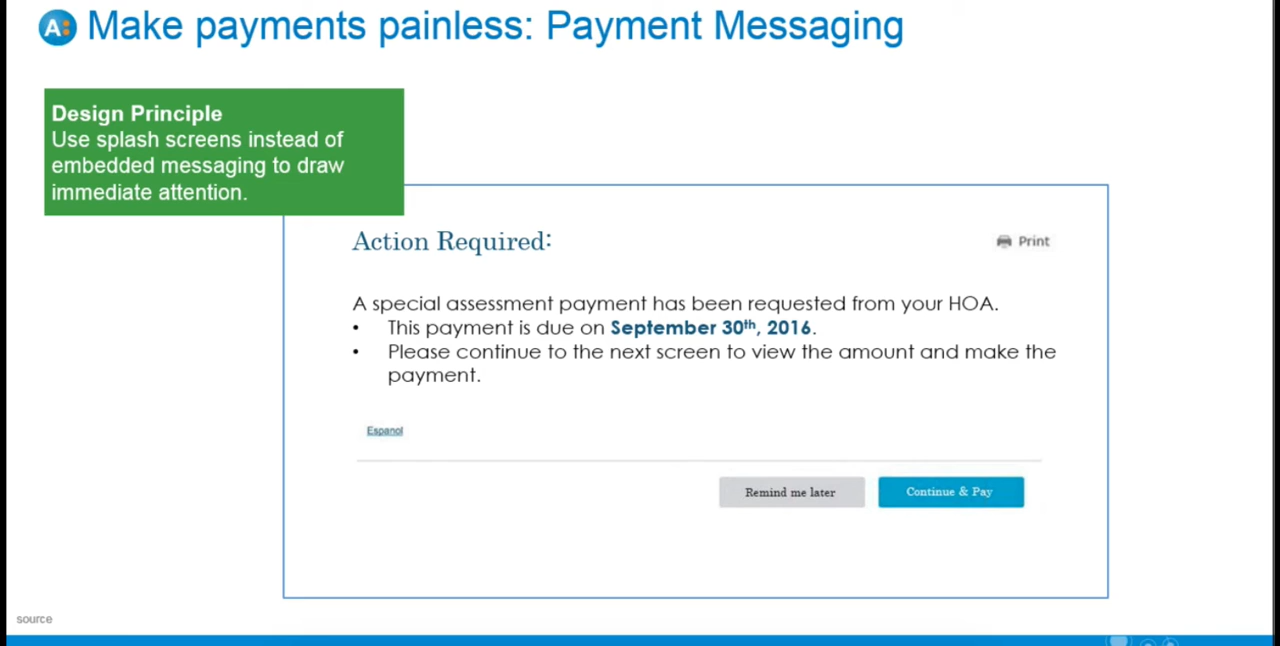 A: Make payments painless: Payment Messaging
Design Principle
Use splash screens instead of
embedded messaging to draw
immediate attention.
Action Required:
Print
A special assessment payment has been requested from your HOA.
• This payment is due on September 30th, 2016.
• Please continue to the next screen to view the amount and make the
payment.
Espanol
Remind me later
Continue & Pay
source